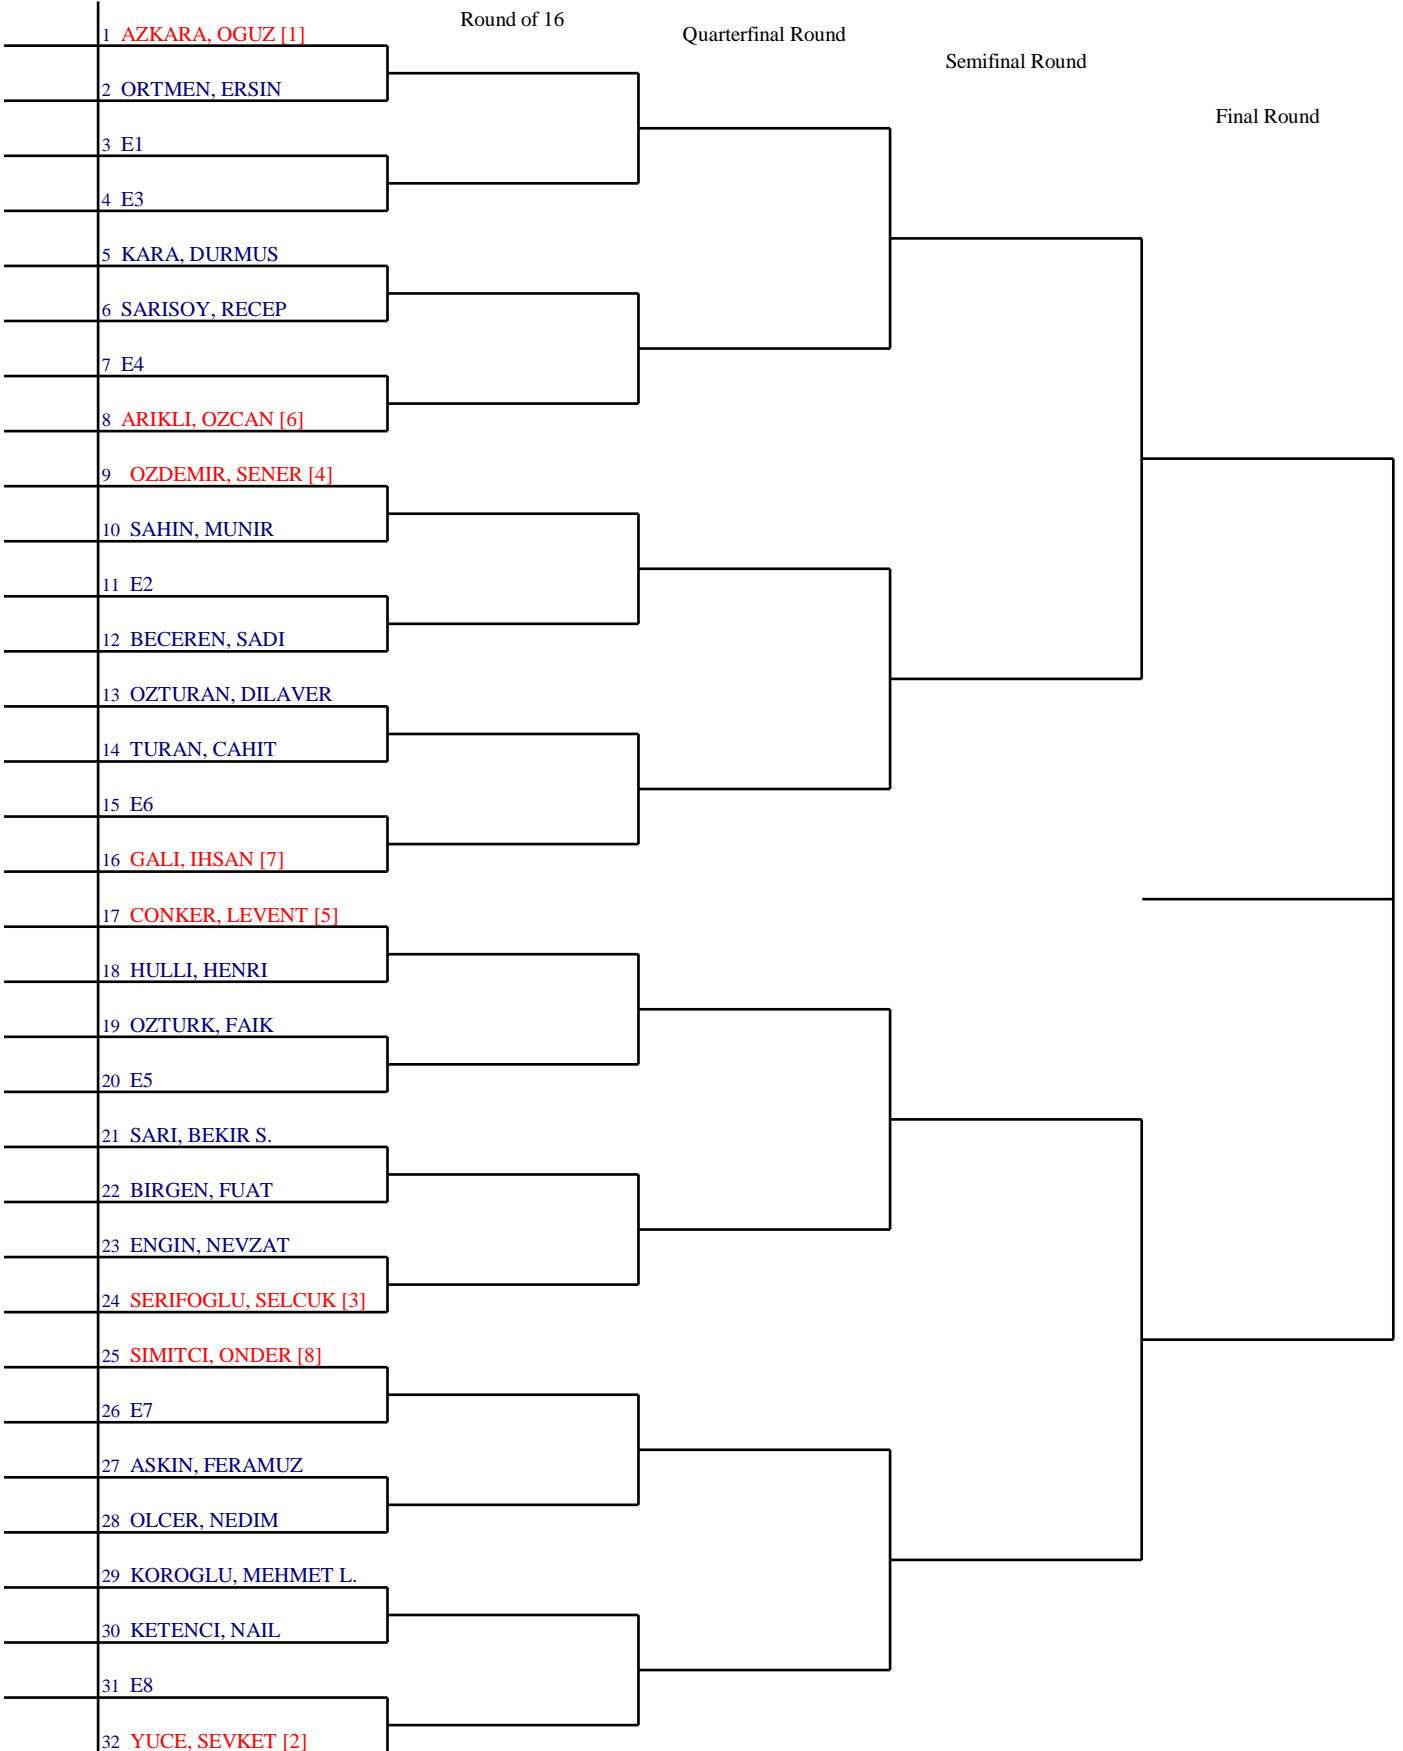 Round of 16
Quarterfinal Round
Semifinal Round
Final Round
1 AZKARA, OGUZ [1]
2 ORTMEN, ERSIN
3 E1
4 E3
5 KARA, DURMUS
6 SARISOY, RECEP
7 E4
8 ARIKLI, OZCAN [6]
9 OZDEMIR, SENER [4]
10 SAHIN, MUNIR
11 E2
12 BECEREN, SADI
13 OZTURAN, DILAVER
14 TURAN, CAHIT
15 E6
16 GALI, IHSAN [7]
17 CONKER, LEVENT [5]
18 HULLI, HENRI
19 OZTURK, FAIK
20 E5
21 SARI, BEKIR S.
22 BIRGEN, FUAT
23 ENGIN, NEVZAT
24 SERIFOGLU, SELCUK [3]
25 SIMITCI, ONDER [8]
26 E7
27 ASKIN, FERAMUZ
28 OLCER, NEDIM
29 KOROGLU, MEHMET L.
30 KETENCI, NAIL
31 E8
32 YUCE, SEVKET [2]